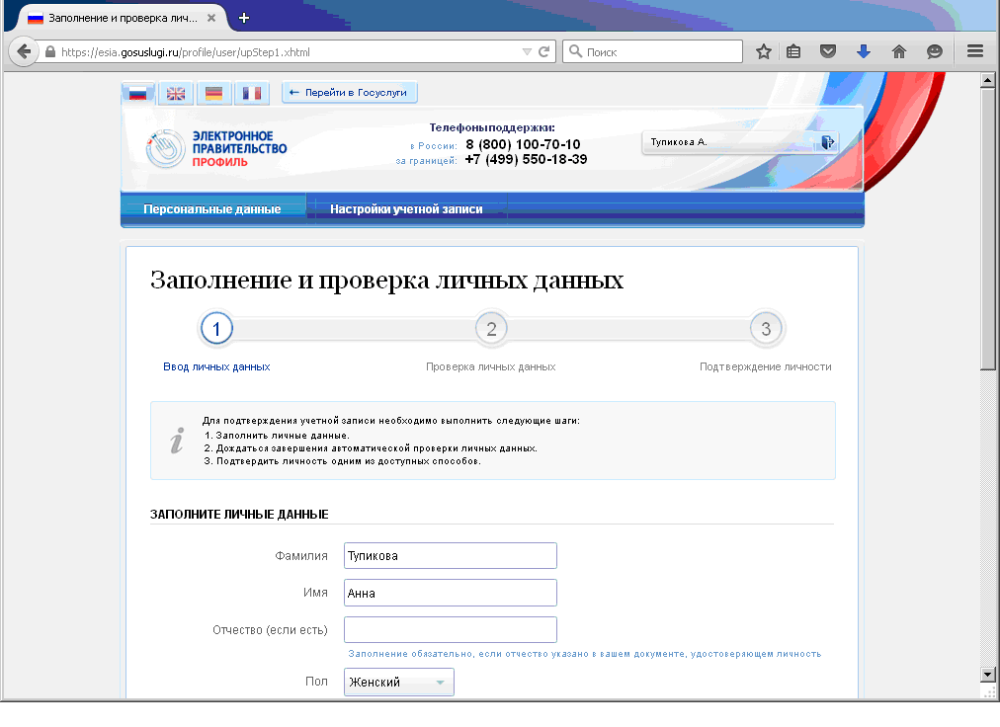 Заполнение и проверка лич...
https://esia.gosuslugi.ru/profile/user/upStep1.xhtml
Поиск
Перейти в Госуслуги
ЭЛЕКТРОННОЕ
ПРАВИТЕЛЬСТВО
ПРОФИЛЬ
Телефоны поддержки:
в России: 8 (800) 100-70-10
за границей: +7 (499) 550-18-39
Тупикова А.
Персональные данные
Настройки учетной записи
Заполнение и проверка личных данных
1 2 3
Ввод личных данных Проверка личных данных Подтверждение личности
Для подтверждения учетной записи необходимо выполнить следующие шаги:
1. Заполнить личные данные.
2. Дождаться завершения автоматической проверки личных данных.
3. Подтвердить личность одним из доступных способов.
ЗАПОЛНИТЕ ЛИЧНЫЕ ДАННЫЕ
Фамилия Тупикова
Имя Анна
Отчество (если есть)
Заполнение обязательно, если отчество указано в вашем документе, удостоверяющем личность
Пол Женский